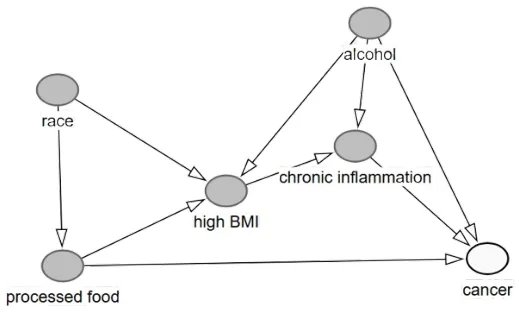 alcohol
race
chronic inflammation
high BMI
processed food
cancer